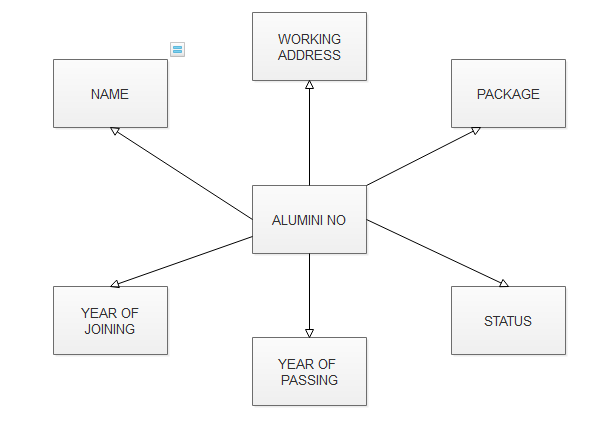 WORKING
ADDRESS
NAME
PACKAGE
ALUMINI NO
YEAR OF
JOINING
STATUS
YEAR OF
PASSING